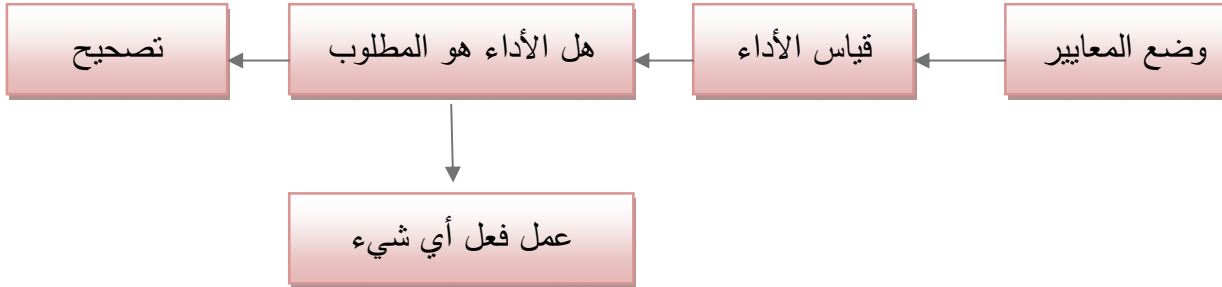 وضع المعايير
قياس الأداء
هل الأداء هو المطلوب
تصحيح
عمل فعل أي شيء